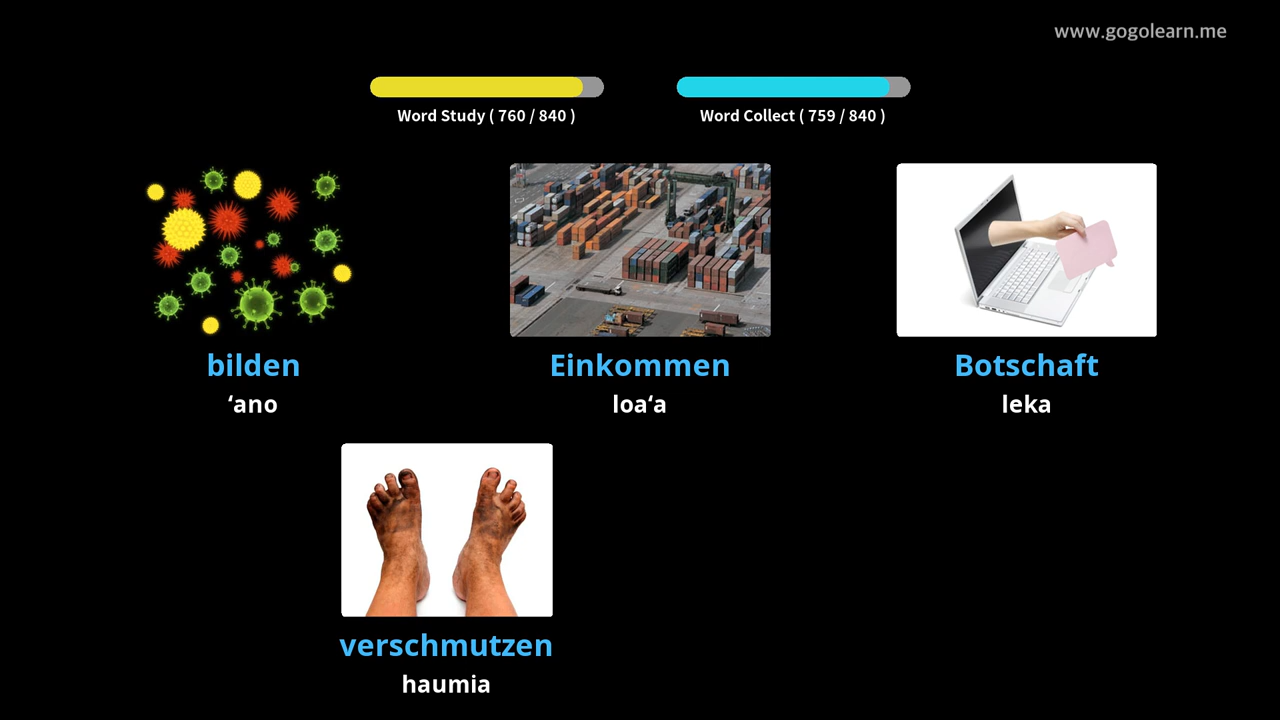 www.gogolearn.me
Word Study ( 760 / 840 )
Word Collect ( 759 / 840 )
bilden
ʻano
Einkommen
loaʻa
Botschaft
leka
verschmutzen
haumia